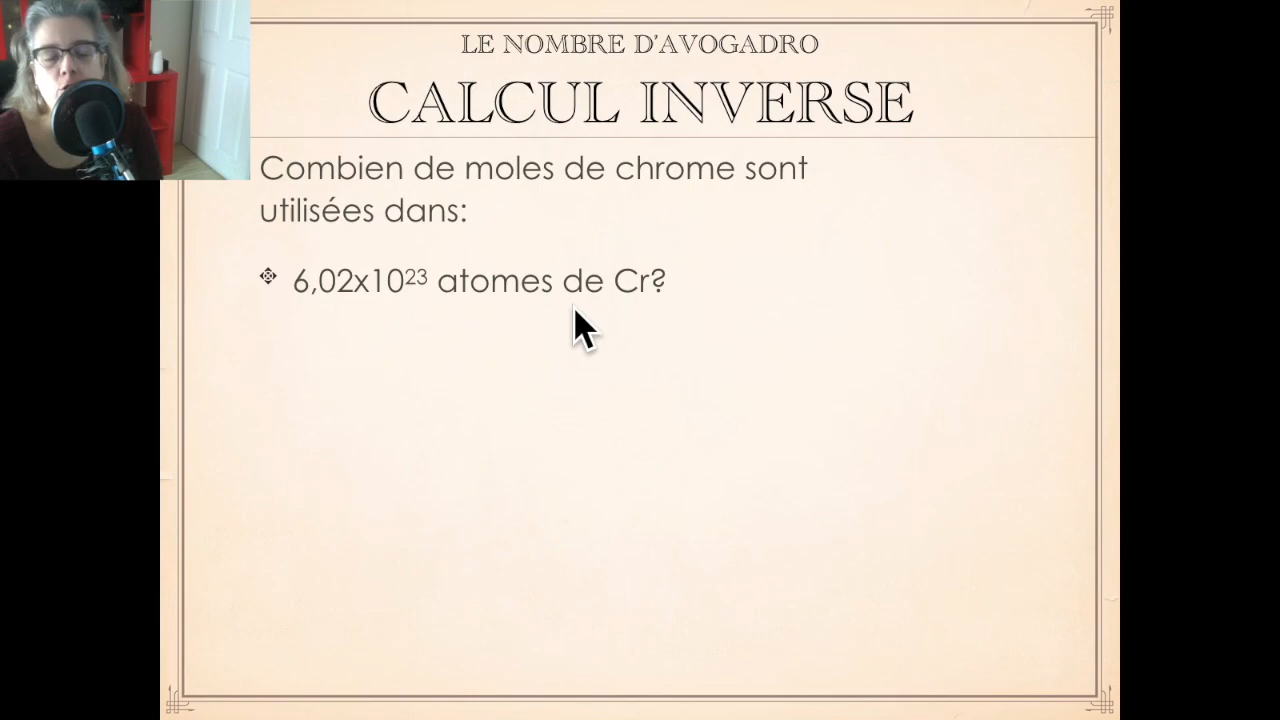 LE NOMBRE D'AVOGADRO
CALCUL INVERSE
Combien de moles de chrome sont
utilisées dans:
6,02x10²³ atomes de Cr?